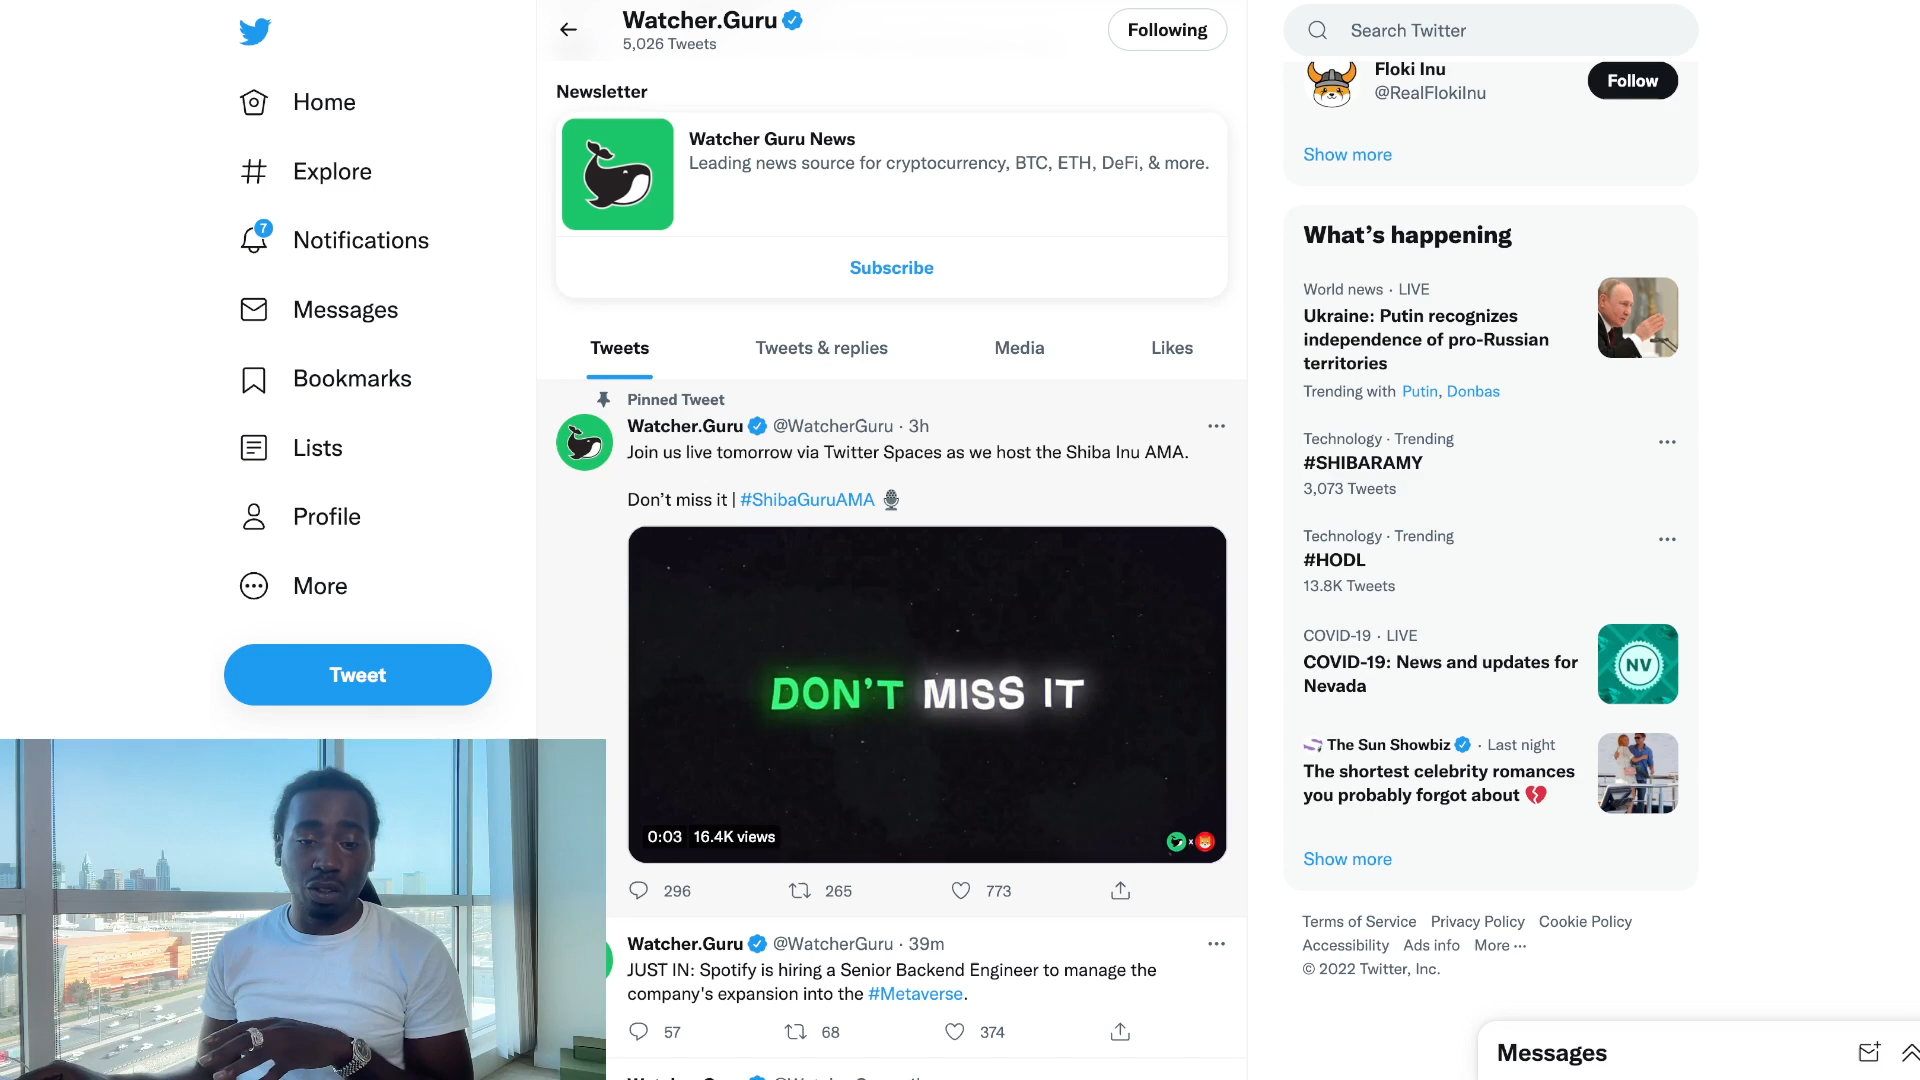 Home
Explore
7
Notifications
Messages
Bookmarks
Lists
Profile
More
Tweet
Watcher.Guru
5,026 Tweets
Following
Newsletter
Watcher Guru News
Leading news source for cryptocurrency, BTC, ETH, DeFi, & more.
Subscribe
Tweets Tweets & replies Media Likes
Pinned Tweet
Watcher.Guru @WatcherGuru · 3h
Join us live tomorrow via Twitter Spaces as we host the Shiba Inu AMA.
Don’t miss it | #ShibaGuruAMA
DON'T MISS IT
0:03 16.4K views
x
296 265 773
Watcher.Guru @WatcherGuru · 39m
JUST IN: Spotify is hiring a Senior Backend Engineer to manage the
company's expansion into the #Metaverse.
57 68 374
Search Twitter
Floki Inu
@RealFlokiInu
Follow
Show more
What’s happening
World news · LIVE
Ukraine: Putin recognizes
independence of pro-Russian
territories
Trending with Putin, Donbas
Technology · Trending
#SHIBARAMY
3,073 Tweets
Technology · Trending
#HODL
13.8K Tweets
COVID-19 · LIVE
COVID-19: News and updates for
Nevada
NV
The Sun Showbiz · Last night
The shortest celebrity romances
you probably forgot about
Show more
Terms of Service Privacy Policy Cookie Policy
Accessibility Ads info More ···
© 2022 Twitter, Inc.
Messages